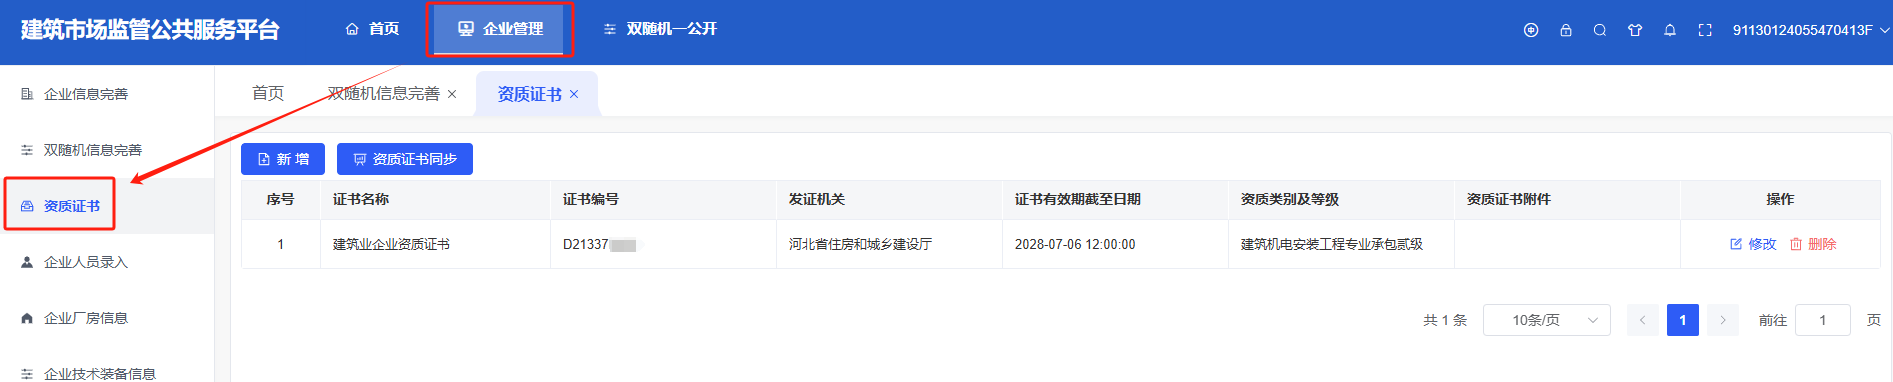 建筑市场监管公共服务平台 首页 企业管理 双随机一公开 91130124055470413F
企业信息完善
双随机信息完善
资质证书
企业人员录入
企业厂房信息
企业技术装备信息
首页 双随机信息完善 资质证书
新 增 资质证书同步
序号 证书名称 证书编号 发证机关 证书有效期截至日期 资质类别及等级 资质证书附件 操作
1 建筑业企业资质证书 D21337 河北省住房和城乡建设厅 2028-07-06 12:00:00 建筑机电安装工程专业承包贰级 修改 删除
共 1 条 10条/页 1 前往 1 页